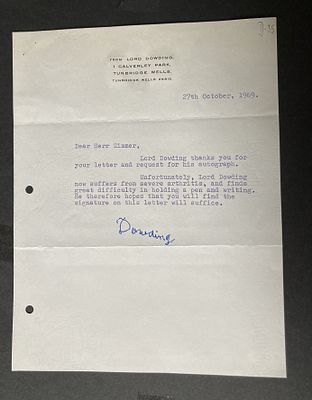 FROM LORD DOWDING,
1 CALVERLEY PARK,
TUNBRIDGE WELLS,
27th October, 1969.
Dear Herr
Lord Dowding thanks you for
your letter and request for his autograph.
Unfortunately, Lord Dowding
now suffers from severe arthritis, and finds
great difficulty in holding a pen and writing.
He therefore hopes that you will find the
signature on this letter will suffice.
Dowding